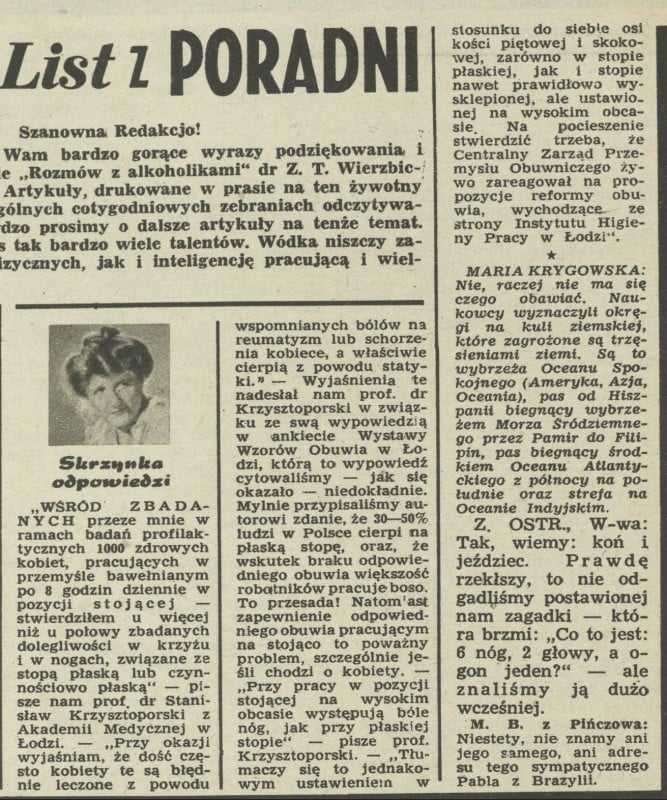 List z PORADNI
Szanowna Redakcjo!
Wam bardzo gorące wyrazy podziękowania i
ie „Rozmów z alkoholikami" dr Z. T. Wierzbic-
Artykuły, drukowane w prasie na ten żywotny
gólnych cotygodniowych zebraniach odczytywa-
rdzo prosimy o dalsze artykuły na tenże temat.
s tak bardzo wiele talentów. Wódka niszczy za-
izycznych, jak i inteligencję pracującą i wiel-
Skrzynka
odpowiedzi
„WŚRÓD ZBADA-
NYCH przeze mnie w
ramach badań profilak-
tycznych 1000 zdrowych
kobiet, pracujących w
przemyśle bawełnianym
po 8 godzin dziennie w
pozycji stojącej —
stwierdziłem u więcej
niż u połowy zbadanych
dolegliwości w krzyżu
i w nogach, związane ze
stopą płaską lub czyn-
nościowo płaską" — pi-
sze nam prof. dr Stani-
sław Krzysztoporski z
Akademii Medycznej w
Łodzi. — „Przy okazji
wyjaśniam, że dość czę-
sto kobiety te są błęd-
nie leczone z powodu
wspomnianych bólów na
reumatyzm lub schorze-
nia kobiece, a właściwie
cierpią z powodu staty-
ki.» — Wyjaśnienia te
nadesłał nam prof. dr
Krzysztoporski w związ-
ku ze swą wypowiedzią
w ankiecie Wystawy
Wzorów Obuwia w Ło-
dzi, którą to wypowiedź
cytowaliśmy — jak się
okazało — niedokładnie.
Mylnie przypisaliśmy au-
torowi zdanie, że 30—50%
ludzi w Polsce cierpi na
płaską stopę, oraz, że
wskutek braku odpowie-
dniego obuwia większość
robotników pracuje boso.
To przesada! Natom'ast
zapewnienie odpowied-
niego obuwia pracującym
na stojąco to poważny
problem, szczególnie je-
śli chodzi o kobiety. —
„Przy pracy w pozycji
stojącej na wysokim
obcasie występują bóle
nóg, jak przy płaskiej
stopie" — pisze prof.
Krzysztoporski. — „Tłu-
maczy się to jednako-
wym ustawieniem w
stosunku do siebie osi
kości piętowej i skoko-
wej, zarówno w stopie
płaskiej, jak i stopie
nawet prawidłowo wy-
sklepionej, ale ustawio-
nej na wysokim obca-
sie. Na pocieszenie
stwierdzić trzeba, że
Centralny Zarząd Prze-
mysłu Obuwniczego ży-
wo zareagował na pro-
pozycje reformy obu-
wia, wychodzące ze
strony Instytutu Higie-
ny Pracy w Łodzi".
★
MARIA KRYGOWSKA:
Nie, raczej nie ma się
czego obawiać. Nau-
kowcy wyznaczyli okrę-
gi na kuli ziemskiej,
które zagrożone są trzę-
sieniami ziemi. Są to
wybrzeża Oceanu Spo-
kojnego (Ameryka, Azja,
Oceania), pas od Hisz-
panii biegnący wybrze-
żem Morza Śródziemne-
go przez Pamir do Fili-
pin, pas biegnący środ-
kiem Oceanu Atlanty-
ckiego z północy na po-
łudnie oraz strefa na
Oceanie Indyjskim.
Z. OSTR., W-wa:
Tak, wiemy: koń i
jeździec. Prawdę
rzekłszy, to nie od-
gadliśmy postawionej
nam zagadki — któ-
ra brzmi: „Co to jest:
6 nóg, 2 głowy, a o-
gon jeden?" — ale
znaliśmy ją dużo
wcześniej.
M. B. z Pińczowa:
Niestety, nie znamy ani
jego samego, ani adre-
su tego sympatycznego
Pabla z Brazylii.